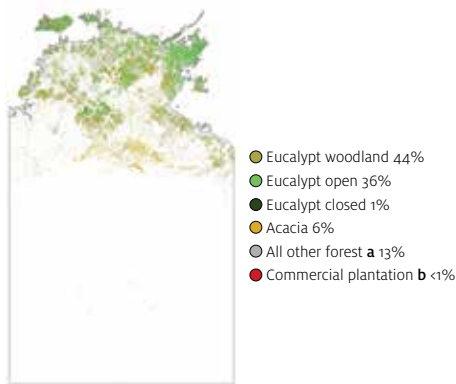 Eucalypt woodland 44%
Eucalypt open 36%
Eucalypt closed 1%
Acacia 6%
All other forest a 13%
Commercial plantation b <1%